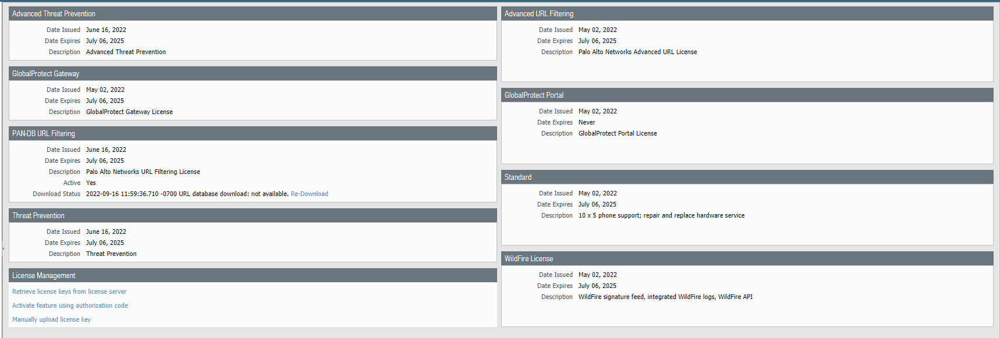 Advanced Threat Prevention
Date Issued June 16, 2022
Date Expires July 06, 2025
Description Advanced Threat Prevention
GlobalProtect Gateway
Date Issued May 02, 2022
Date Expires July 06, 2025
Description GlobalProtect Gateway License
PAN-DB URL Filtering
Date Issued June 16, 2022
Date Expires July 06, 2025
Description Palo Alto Networks URL Filtering License
Active Yes
Download Status 2022-09-16 11:59:36.710 -0700 URL database download: not available. Re-Download
Threat Prevention
Date Issued June 16, 2022
Date Expires July 06, 2025
Description Threat Prevention
License Management
Retrieve license keys from license server
Activate feature using authorization code
Manually upload license key
Advanced URL Filtering
Date Issued May 02, 2022
Date Expires July 06, 2025
Description Palo Alto Networks Advanced URL License
GlobalProtect Portal
Date Issued May 02, 2022
Date Expires Never
Description GlobalProtect Portal License
Standard
Date Issued May 02, 2022
Date Expires July 06, 2025
Description 10 x 5 phone support; repair and replace hardware service
WildFire License
Date Issued May 02, 2022
Date Expires July 06, 2025
Description WildFire signature feed, integrated WildFire logs, WildFire API